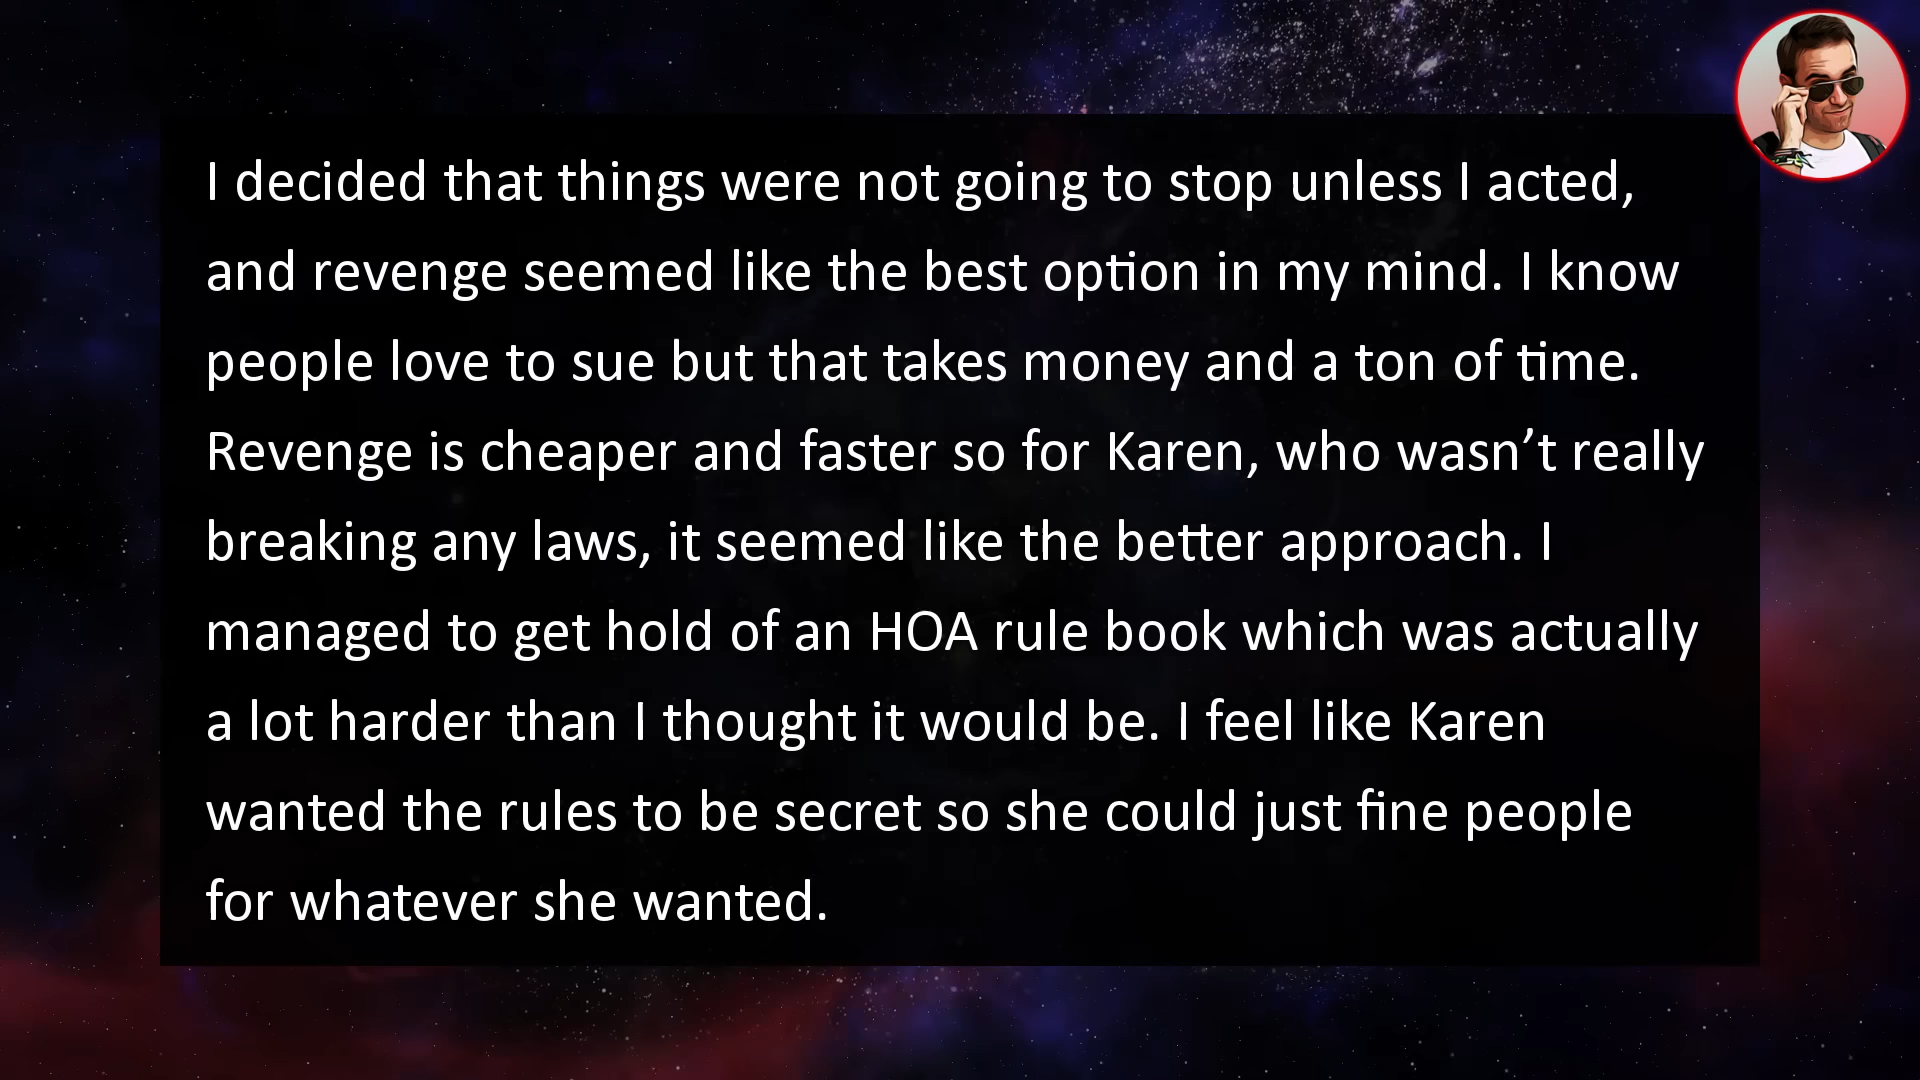 I decided that things were not going to stop unless I acted,
and revenge seemed like the best option in my mind. I know
people love to sue but that takes money and a ton of time.
Revenge is cheaper and faster so for Karen, who wasn’t really
breaking any laws, it seemed like the better approach. I
managed to get hold of an HOA rule book which was actually
a lot harder than I thought it would be. I feel like Karen
wanted the rules to be secret so she could just fine people
for whatever she wanted.